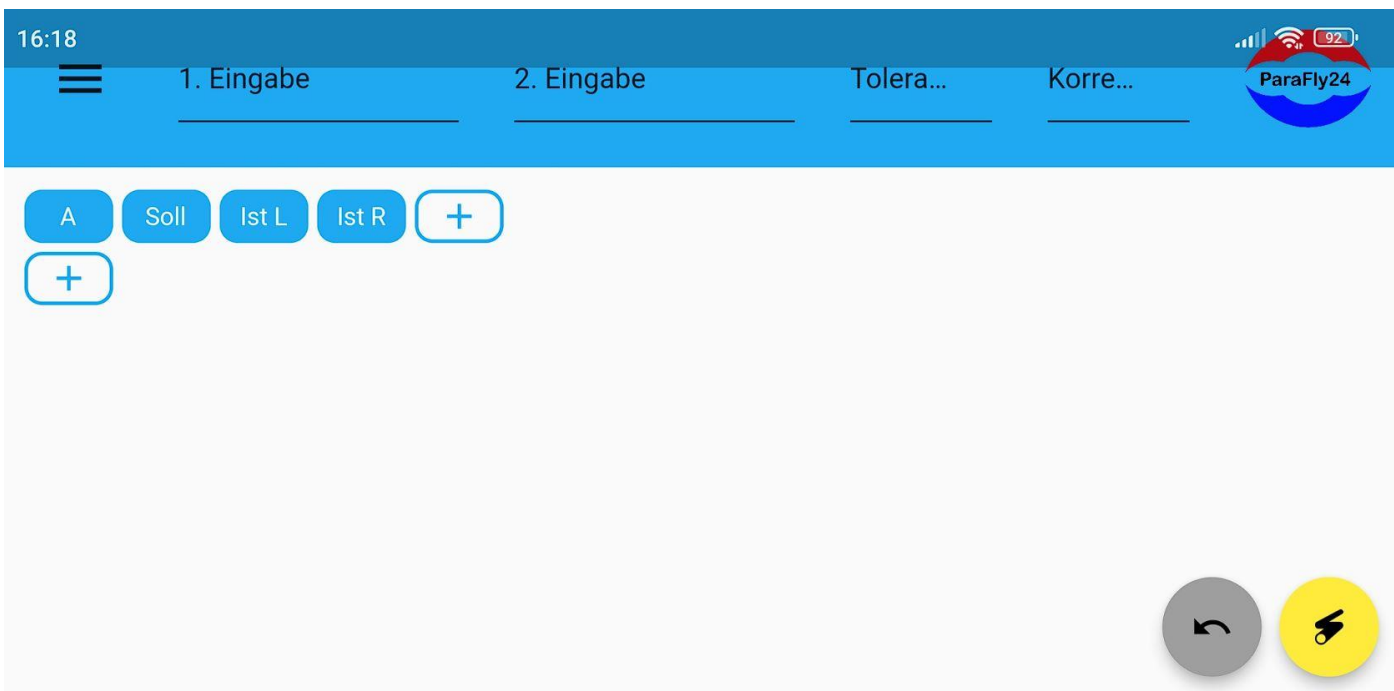 16:18 92
1. Eingabe 2. Eingabe Tolera... Korre... ParaFly24
A Soll Ist L Ist R +
+